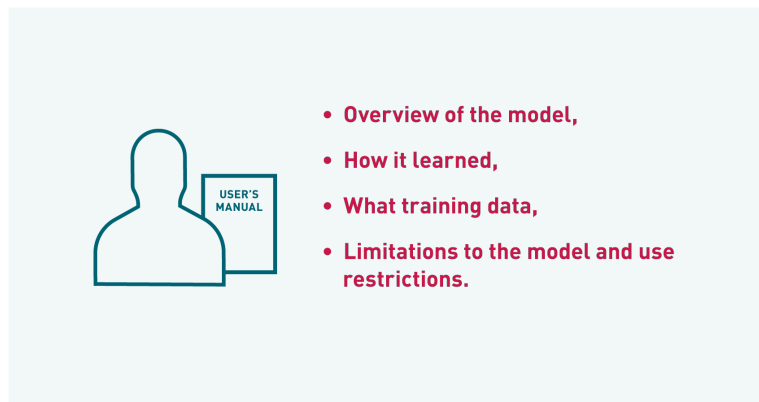 • Overview of the model,
• How it learned,
USER'S
MANUAL
• What training data,
• Limitations to the model and use
restrictions.